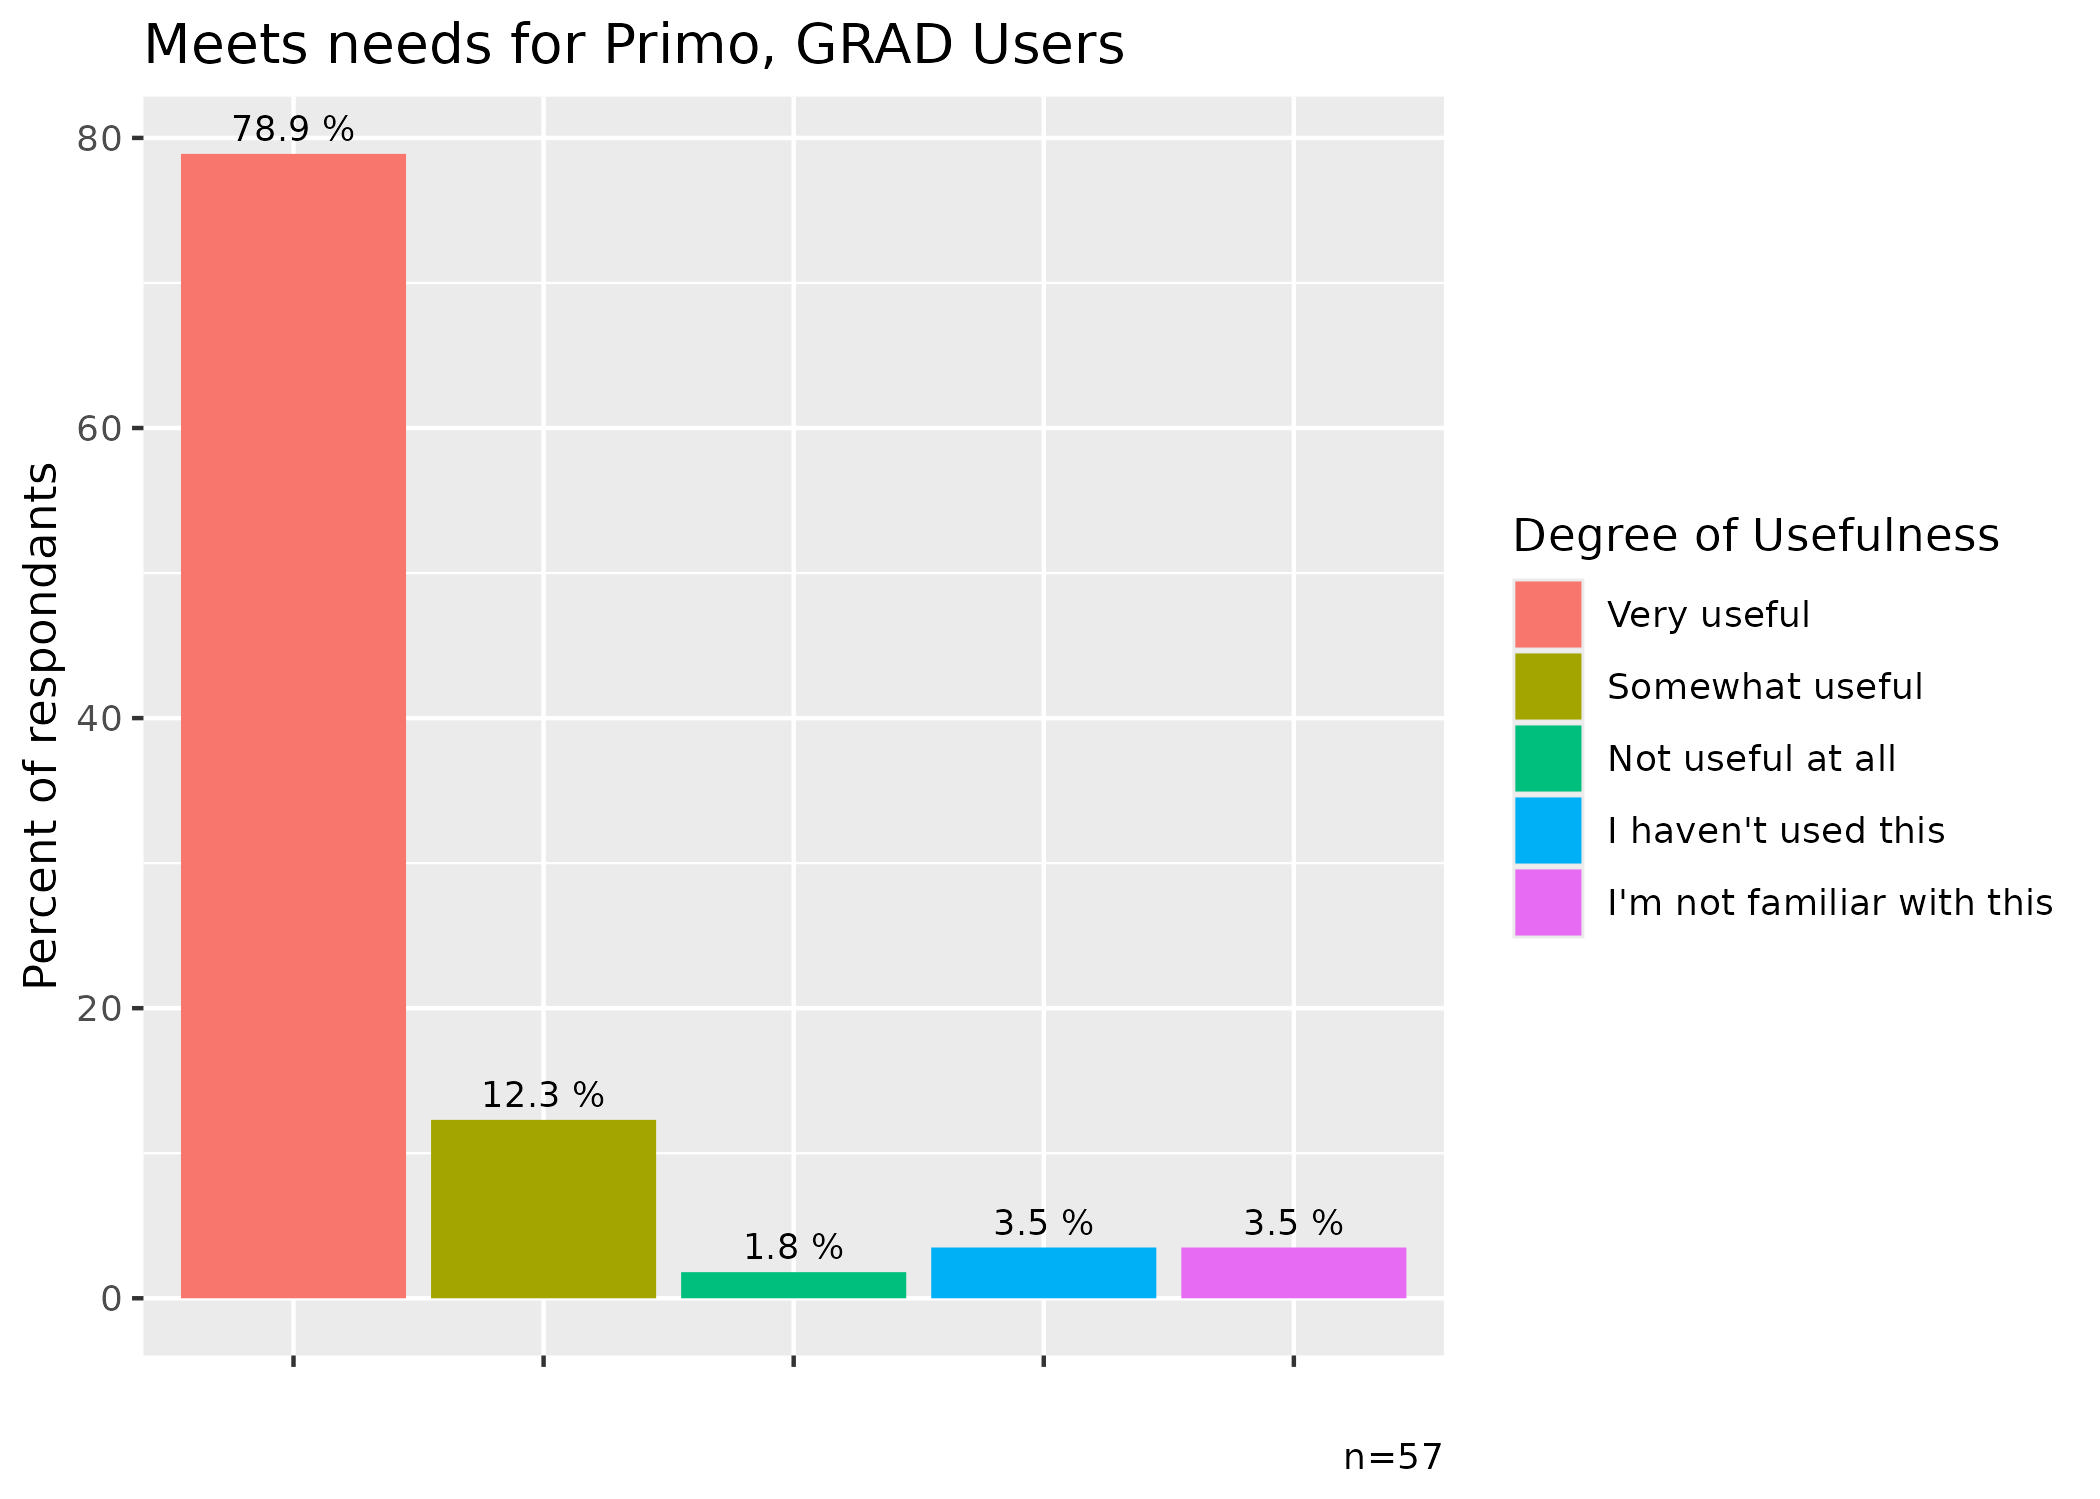 Meets needs for Primo, GRAD Users
Percent of respondants
80
60
40
20
0
78.9 %
12.3 %
1.8 %
3.5 %
3.5 %
Degree of Usefulness
Very useful
Somewhat useful
Not useful at all
I haven't used this
I'm not familiar with this
n=57